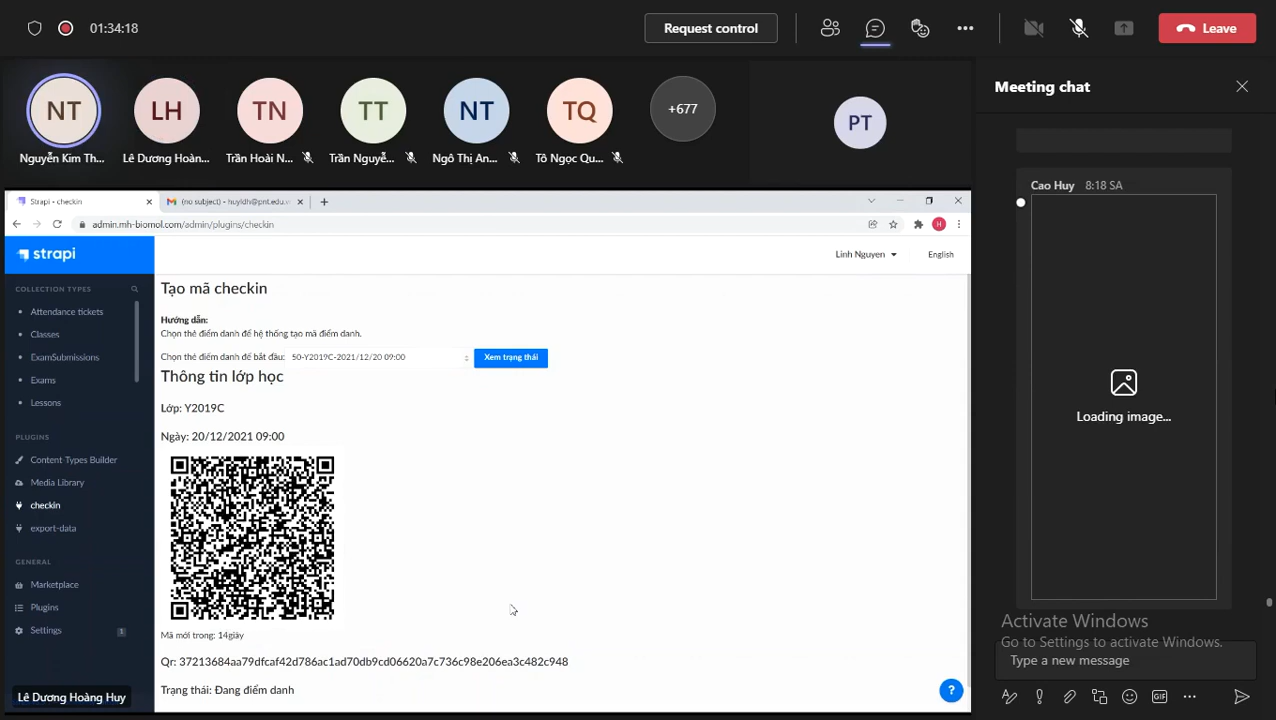 01:34:18
Request control
Leave
NT
LH
TN
TT
NT
TQ
+677
PT
Nguyễn Kim Th...
Lê Dương Hoàn...
Trần Hoài N...
Trần Nguyễ...
Ngô Thị An...
Tô Ngọc Qu...
Meeting chat
Cao Huy 8:18 SA
Loading image...
Activate Windows
Go to Settings to activate Windows.
Type a new message
GIF
Strapi - checkin
(no subject) - huyldh@pnt.edu.v
admin.mh-biomol.com/admin/plugins/checkin
H
strapi
Linh Nguyen
English
COLLECTION TYPES
Attendance tickets
Classes
ExamSubmissions
Exams
Lessons
PLUGINS
Content-Types Builder
Media Library
checkin
export-data
GENERAL
Marketplace
Plugins
Settings
1
Tạo mã checkin
Hướng dẫn:
Chọn thẻ điểm danh để hệ thống tạo mã điểm danh.
Chọn thẻ điểm danh để bắt đầu: 50-Y2019C-2021/12/20 09:00 Xem trạng thái
Thông tin lớp học
Lớp: Y2019C
Ngày: 20/12/2021 09:00
Mã mới trong: 14giây
Qr: 37213684aa79dfcaf42d786ac1ad70db9cd06620a7c736c98e206ea3c482c948
Trạng thái: Đang điểm danh
?
Lê Dương Hoàng Huy